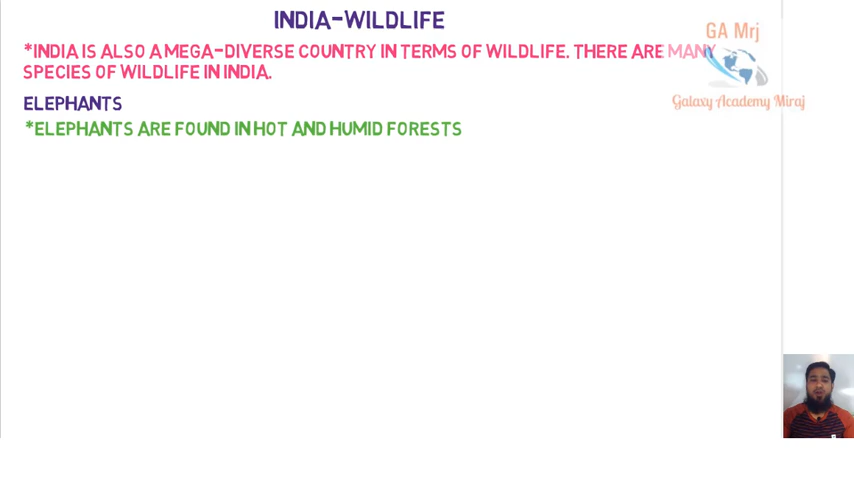 INDIA-WILDLIFE
*INDIA IS ALSO A MEGA-DIVERSE COUNTRY IN TERMS OF WILDLIFE. THERE ARE MANY
SPECIES OF WILDLIFE IN INDIA.
ELEPHANTS
*ELEPHANTS ARE FOUND IN HOT AND HUMID FORESTS
GA Mrj
Galaxy Academy Miraj